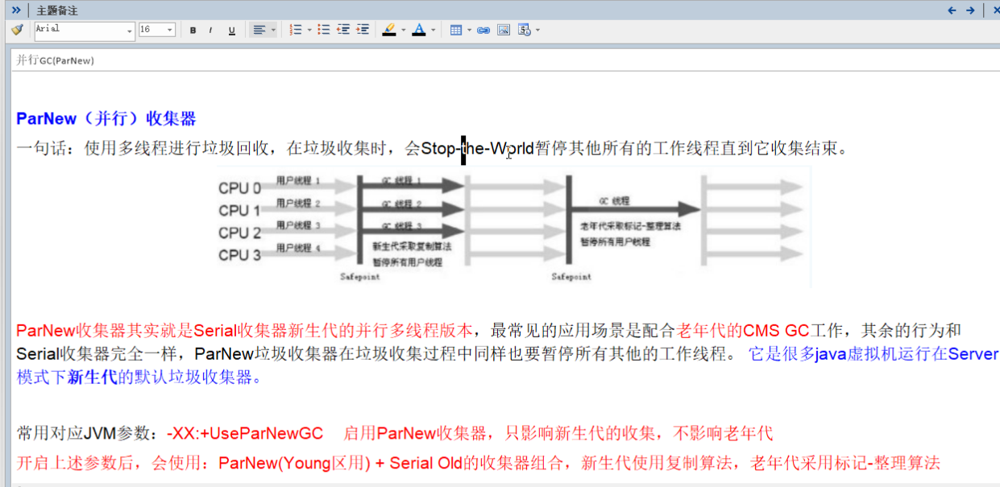 主题备注
Arial 16 B I U
并行GC(ParNew)
ParNew（并行）收集器
一句话：使用多线程进行垃圾回收，在垃圾收集时，会Stop-the-World暂停其他所有的工作线程直到它收集结束。
CPU 0 用户线程 1 GC 线程 1
CPU 1 用户线程 2 GC 线程 2
CPU 2 用户线程 3 GC 线程 3
CPU 3 用户线程 4
新生代采取复制算法
暂停所有用户线程
Safepoint
GC 线程
老年代采取标记-整理算法
暂停所有用户线程
Safepoint
ParNew收集器其实就是Serial收集器新生代的并行多线程版本，最常见的应用场景是配合老年代的CMS GC工作，其余的行为和
Serial收集器完全一样，ParNew垃圾收集器在垃圾收集过程中同样也要暂停所有其他的工作线程。 它是很多java虚拟机运行在Server
模式下新生代的默认垃圾收集器。
常用对应JVM参数：-XX:+UseParNewGC 启用ParNew收集器，只影响新生代的收集，不影响老年代
开启上述参数后，会使用：ParNew(Young区用) + Serial Old的收集器组合，新生代使用复制算法，老年代采用标记-整理算法